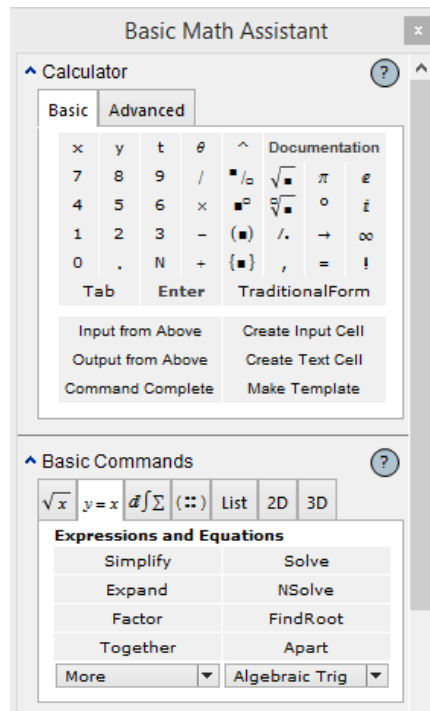 Basic Math Assistant x
Calculator ?
Basic Advanced
x y t θ ^ Documentation
7 8 9 / ■/□ √■ π ⅇ
4 5 6 × ■□ □√■ ° ⅈ
1 2 3 − (■) /. → ∞
0 . N + {■} , = !
Tab Enter TraditionalForm
Input from Above Create Input Cell
Output from Above Create Text Cell
Command Complete Make Template
Basic Commands ?
√x y = x ⅆ∫Σ (∷) List 2D 3D
Expressions and Equations
Simplify Solve
Expand NSolve
Factor FindRoot
Together Apart
More Algebraic Trig